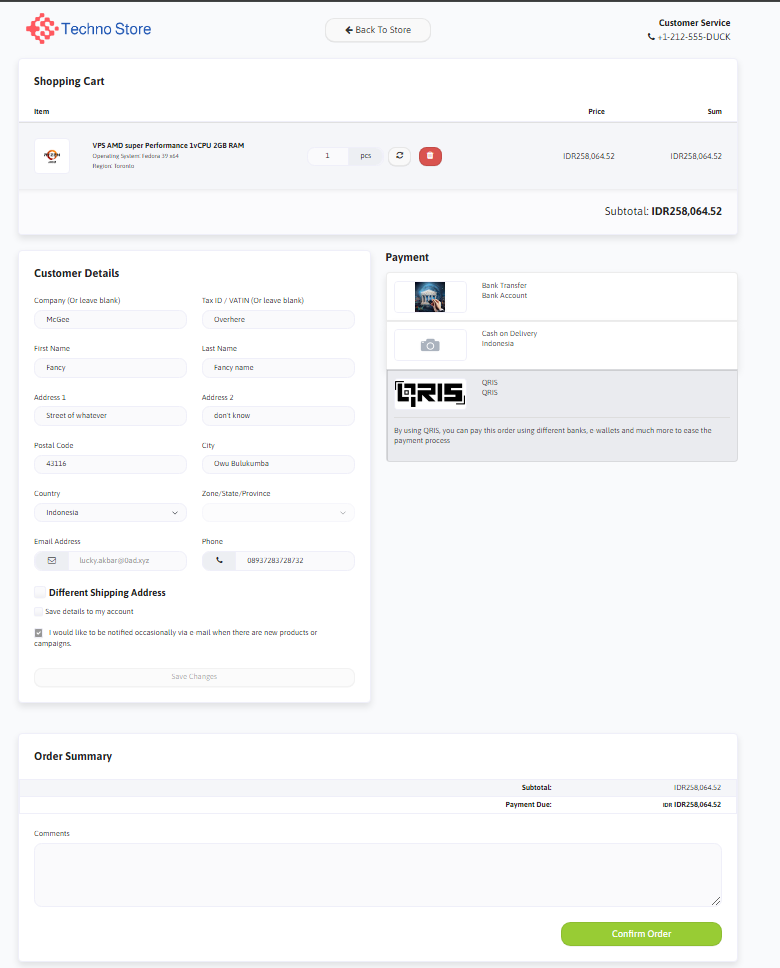 Techno Store
Back To Store
Customer Service
+1-212-555-DUCK
Shopping Cart
Item Price Sum
VPS AMD super Performance 1vCPU 2GB RAM
Operating System: Fedora 39 x64
Region: Toronto
1 pcs IDR258,064.52 IDR258,064.52
Subtotal: IDR258,064.52
Customer Details
Company (Or leave blank) Tax ID / VATIN (Or leave blank)
McGee Overhere
First Name Last Name
Fancy Fancy name
Address 1 Address 2
Street of whatever don't know
Postal Code City
43116 Owu Bulukumba
Country Zone/State/Province
Indonesia
Email Address Phone
lucky.akbar@0ad.xyz 08937283728732
Different Shipping Address
Save details to my account
I would like to be notified occasionally via e-mail when there are new products or
campaigns.
Save Changes
Payment
Bank Transfer
Bank Account
Cash on Delivery
Indonesia
QRIS
QRIS
QRIS
By using QRIS, you can pay this order using different banks, e-wallets and much more to ease the
payment process
Order Summary
Subtotal: IDR258,064.52
Payment Due: IDR IDR258,064.52
Comments
Confirm Order